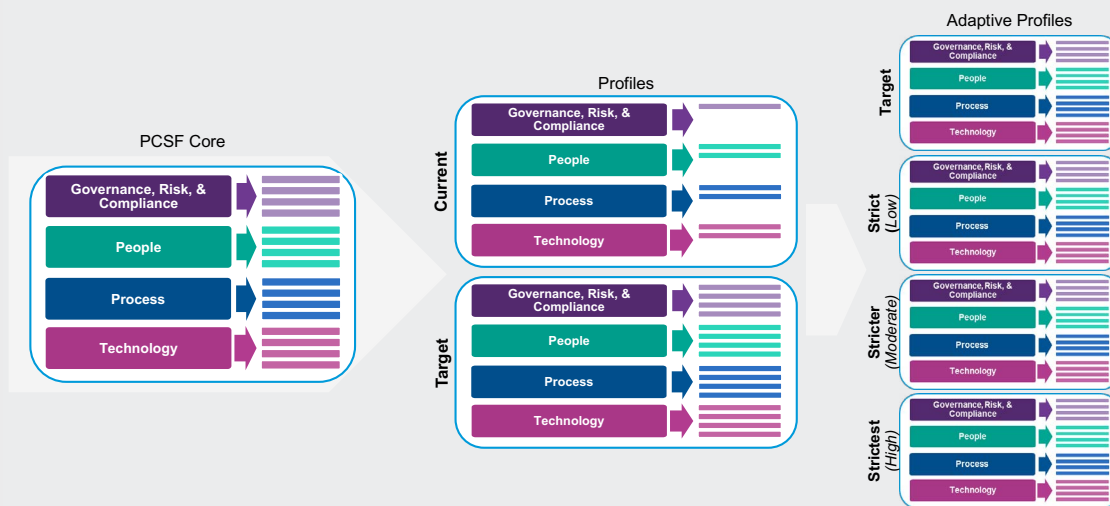 PCSF Core
Governance, Risk, &
Compliance
People
Process
Technology
Profiles
Current
Governance, Risk, &
Compliance
People
Process
Technology
Target
Governance, Risk, &
Compliance
People
Process
Technology
Adaptive Profiles
Target
Governance, Risk, &
Compliance
People
Process
Technology
Strict
(Low)
Governance, Risk, &
Compliance
People
Process
Technology
Stricter
(Moderate)
Governance, Risk, &
Compliance
People
Process
Technology
Strictest
(High)
Governance, Risk, &
Compliance
People
Process
Technology